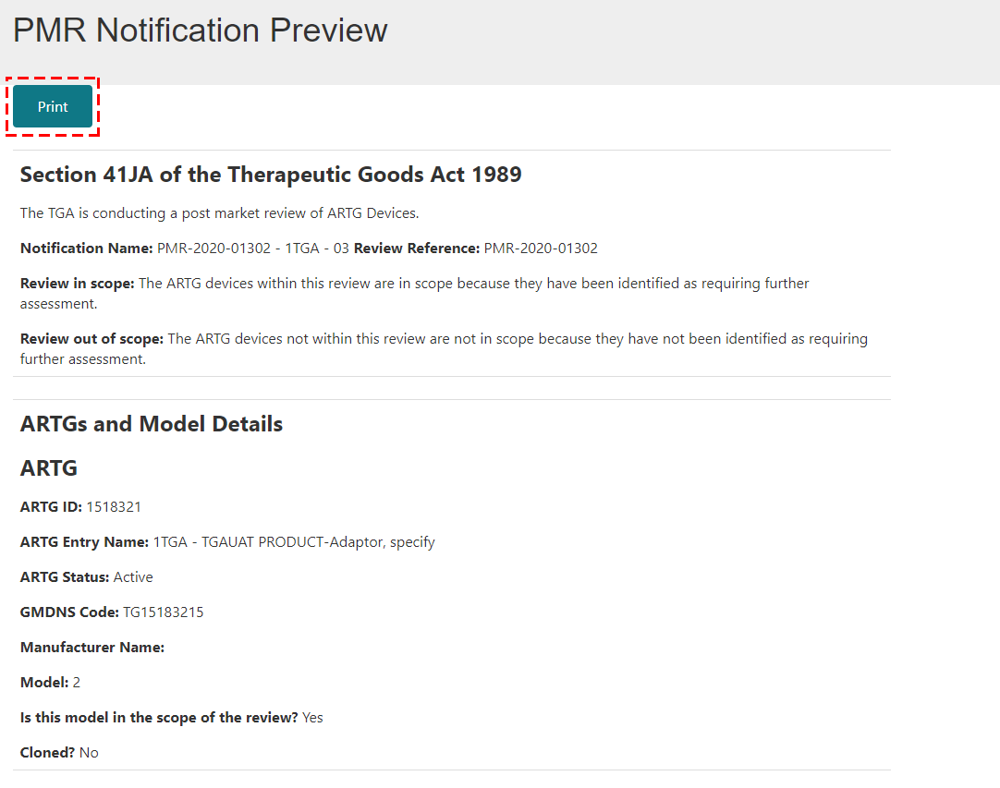 PMR Notification Preview
Print
Section 41JA of the Therapeutic Goods Act 1989
The TGA is conducting a post market review of ARTG Devices.
Notification Name: PMR-2020-01302 - 1TGA - 03 Review Reference: PMR-2020-01302
Review in scope: The ARTG devices within this review are in scope because they have been identified as requiring further
assessment.
Review out of scope: The ARTG devices not within this review are not in scope because they have not been identified as requiring
further assessment.
ARTGs and Model Details
ARTG
ARTG ID: 1518321
ARTG Entry Name: 1TGA - TGAUAT PRODUCT-Adaptor, specify
ARTG Status: Active
GMDNS Code: TG15183215
Manufacturer Name:
Model: 2
Is this model in the scope of the review? Yes
Cloned? No